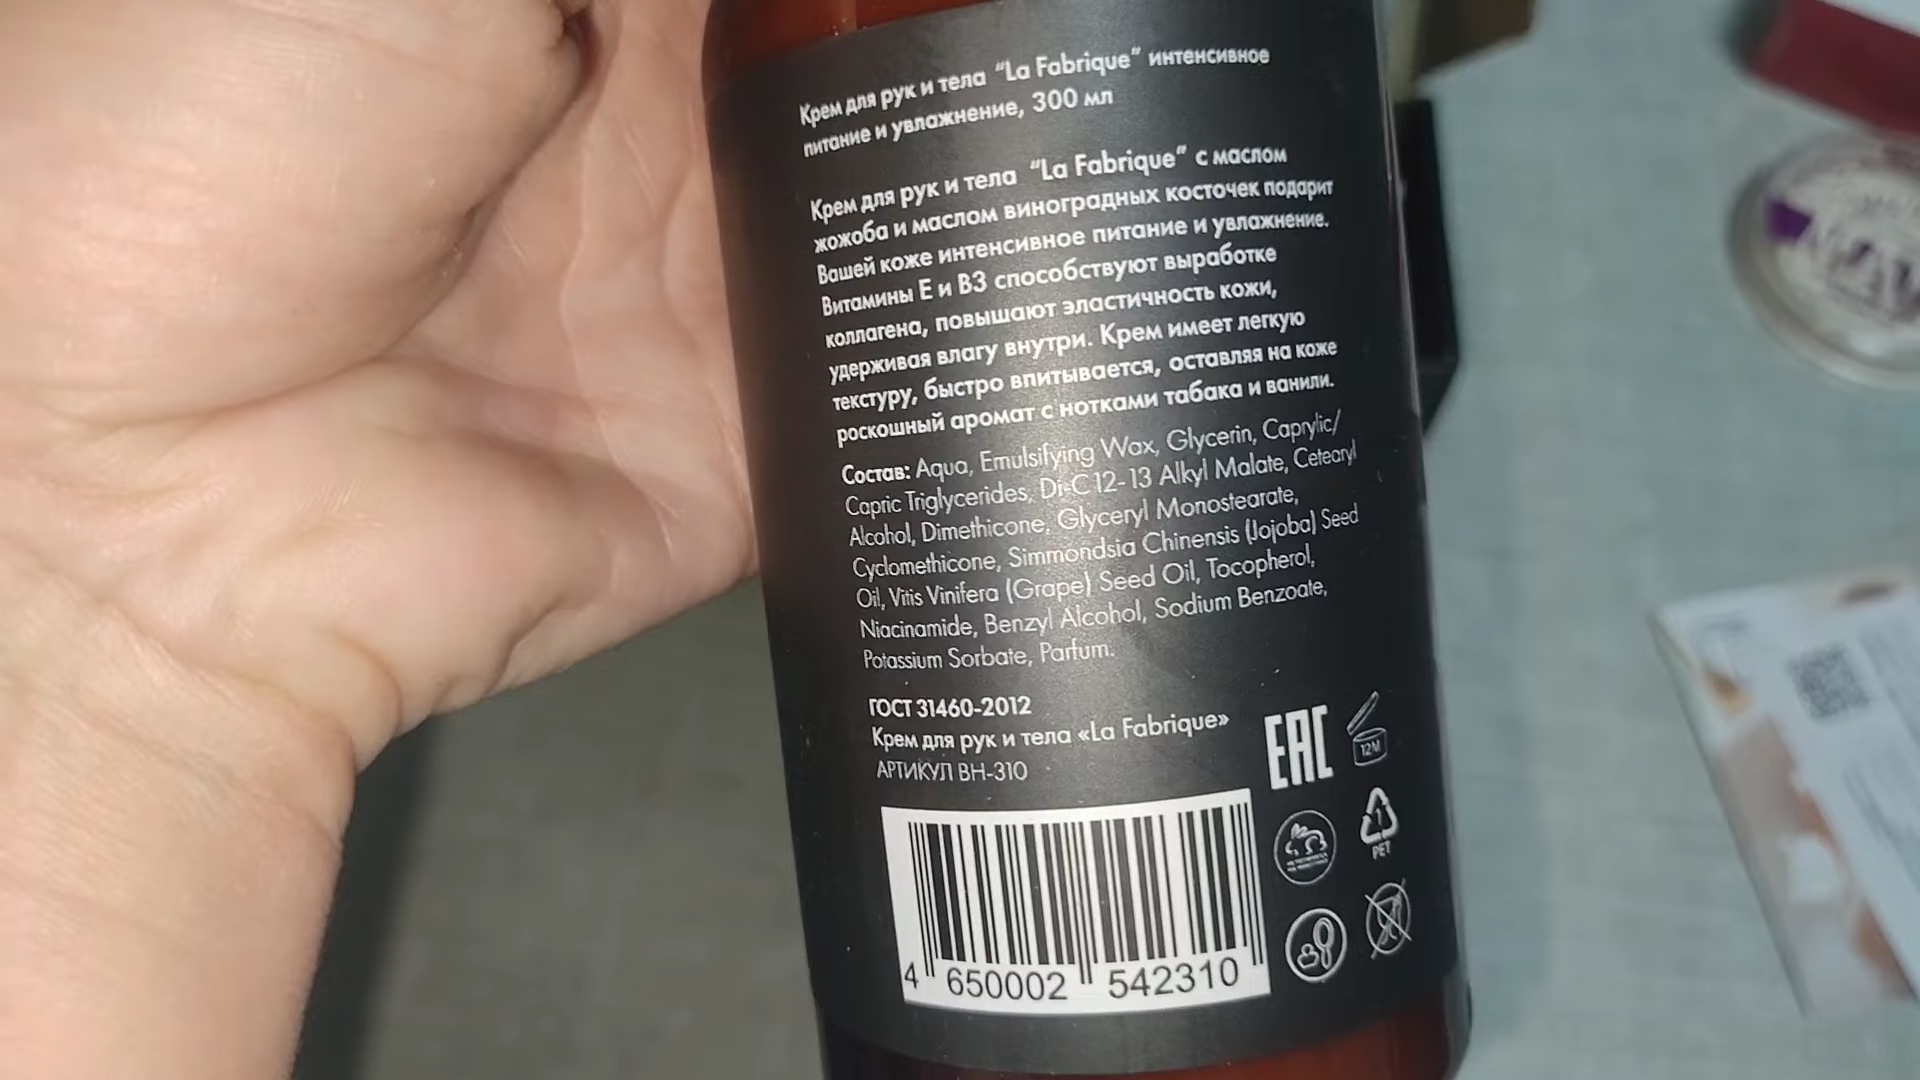 Крем для рук и тела “La Fabrique” интенсивное
питание и увлажнение, 300 мл
Крем для рук и тела “La Fabrique” с маслом
жожоба и маслом виноградных косточек подарит
Вашей коже интенсивное питание и увлажнение.
Витамины Е и В3 способствуют выработке
коллагена, повышают эластичность кожи,
удерживая влагу внутри. Крем имеет легкую
текстуру, быстро впитывается, оставляя на коже
роскошный аромат с нотками табака и ванили.
Состав: Aqua, Emulsifying Wax, Glycerin, Caprylic/
Capric Triglycerides, Di-C 12-13 Alkyl Malate, Cetearyl
Alcohol, Dimethicone, Glyceryl Monostearate,
Cyclomethicone, Simmondsia Chinensis (Jojoba) Seed
Oil, Vitis Vinifera (Grape) Seed Oil, Tocopherol,
Niacinamide, Benzyl Alcohol, Sodium Benzoate,
Potassium Sorbate, Parfum.
ГОСТ 31460-2012
Крем для рук и тела «La Fabrique»
АРТИКУЛ ВН-310
EAC
12M
1
PET
4 650002 542310